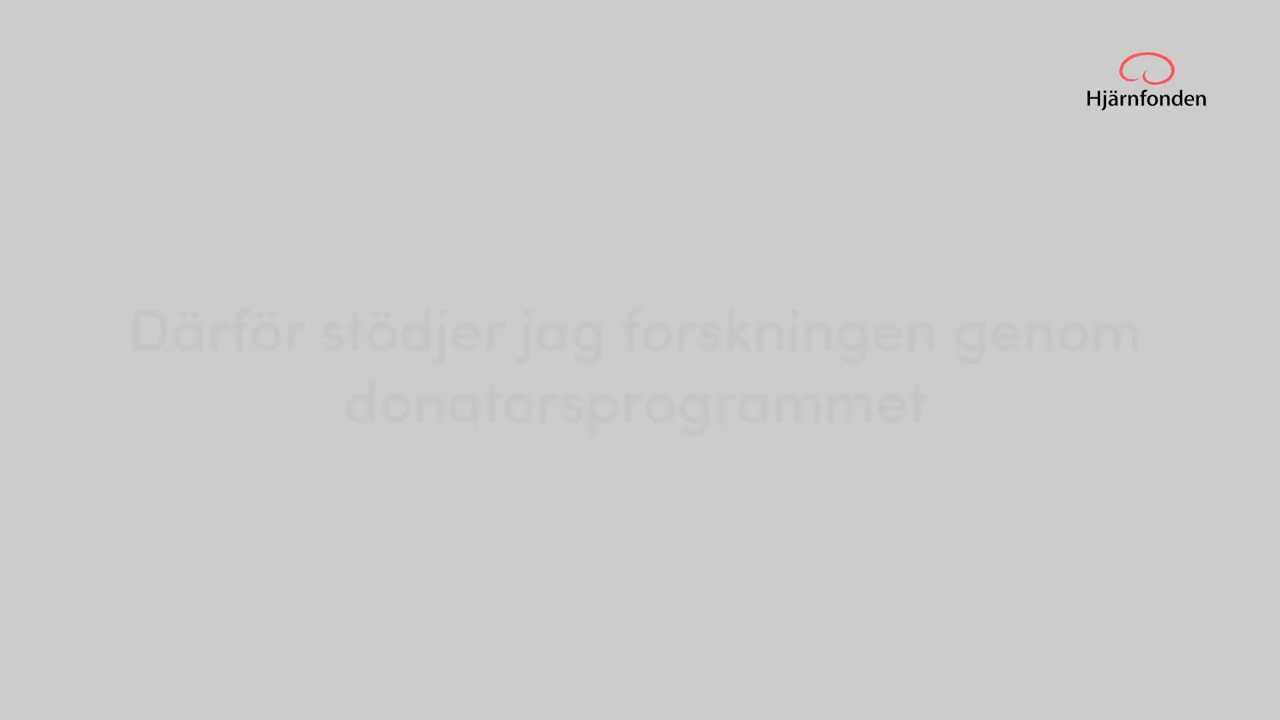 Hjärnfonden
Därför stödjer jag forskningen genom
donatorsprogrammet